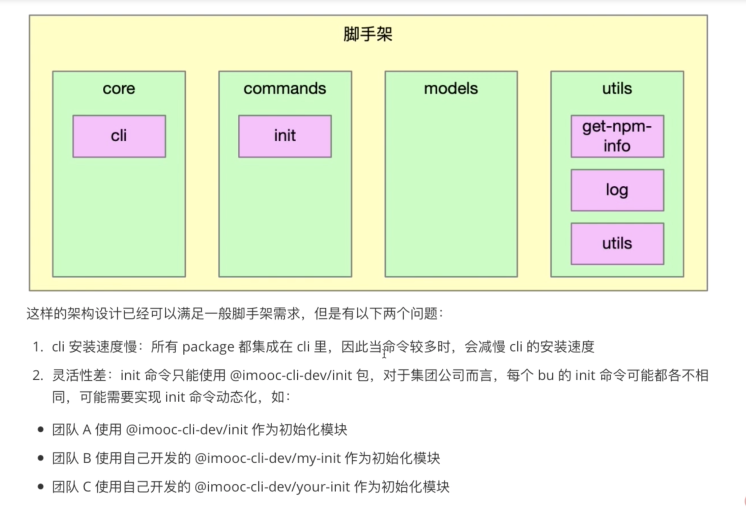 脚手架
core
commands
models
utils
cli
init
get-npm-
info
log
utils
这样的架构设计已经可以满足一般脚手架需求，但是有以下两个问题：
1. cli 安装速度慢：所有 package 都集成在 cli 里，因此当命令较多时，会减慢 cli 的安装速度
2. 灵活性差：init 命令只能使用 @imooc-cli-dev/init 包，对于集团公司而言，每个 bu 的 init 命令可能都各不相
同，可能需要实现 init 命令动态化，如：
• 团队 A 使用 @imooc-cli-dev/init 作为初始化模块
• 团队 B 使用自己开发的 @imooc-cli-dev/my-init 作为初始化模块
• 团队 C 使用自己开发的 @imooc-cli-dev/your-init 作为初始化模块